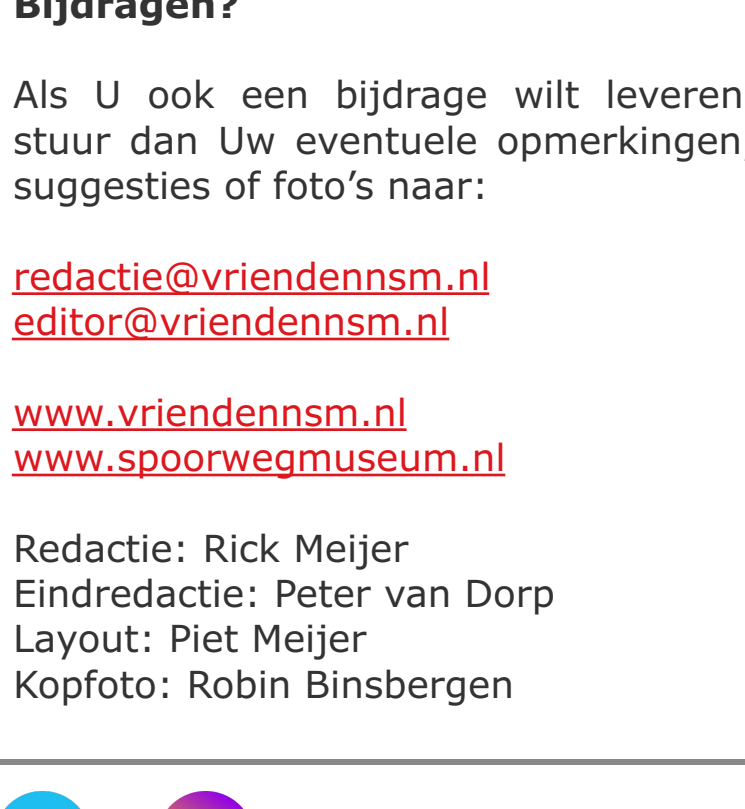 Bijdragen?
Als U ook een bijdrage wilt leveren
stuur dan Uw eventuele opmerkingen,
suggesties of foto’s naar:
redactie@vriendennsm.nl
editor@vriendennsm.nl
www.vriendennsm.nl
www.spoorwegmuseum.nl
Redactie: Rick Meijer
Eindredactie: Peter van Dorp
Layout: Piet Meijer
Kopfoto: Robin Binsbergen